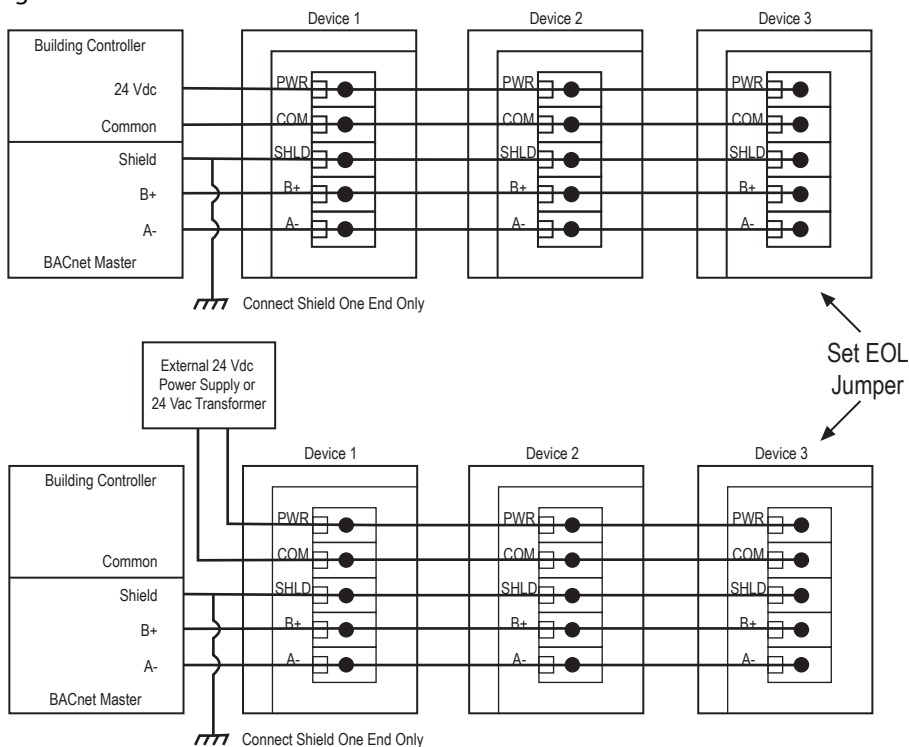 Device 1
Device 2
Device 3
Building Controller
24 Vdc
Common
Shield
B+
A-
BACnet Master
PWR
COM
SHLD
B+
A-
PWR
COM
SHLD
B+
A-
PWR
COM
SHLD
B+
A-
Connect Shield One End Only
Set EOL
Jumper
External 24 Vdc
Power Supply or
24 Vac Transformer
Device 1
Device 2
Device 3
Building Controller
Common
Shield
B+
A-
BACnet Master
PWR
COM
SHLD
B+
A-
PWR
COM
SHLD
B+
A-
PWR
COM
SHLD
B+
A-
Connect Shield One End Only